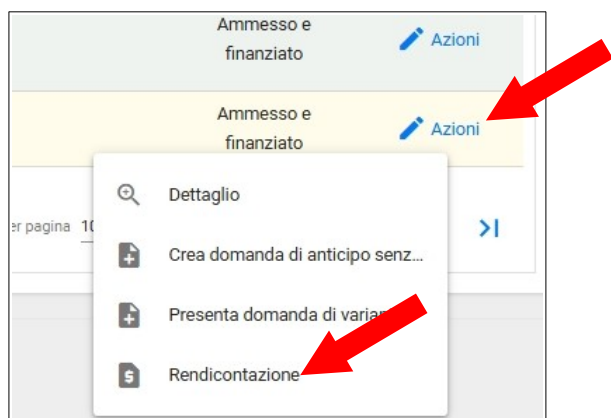 Ammesso e
finanziato
Azioni
Ammesso e
finanziato
Azioni
Dettaglio
er pagina 10
Crea domanda di anticipo senz...
Presenta domanda di varian
Rendicontazione